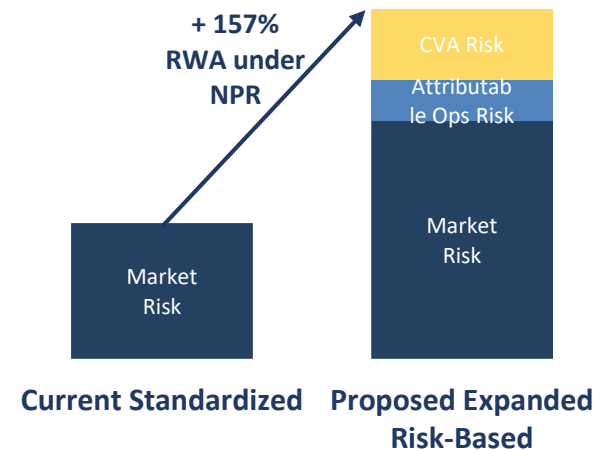 + 157%
RWA under
NPR
CVA Risk
Attributab
le Ops Risk
Market
Risk
Market
Risk
Current Standardized
Proposed Expanded
Risk-Based